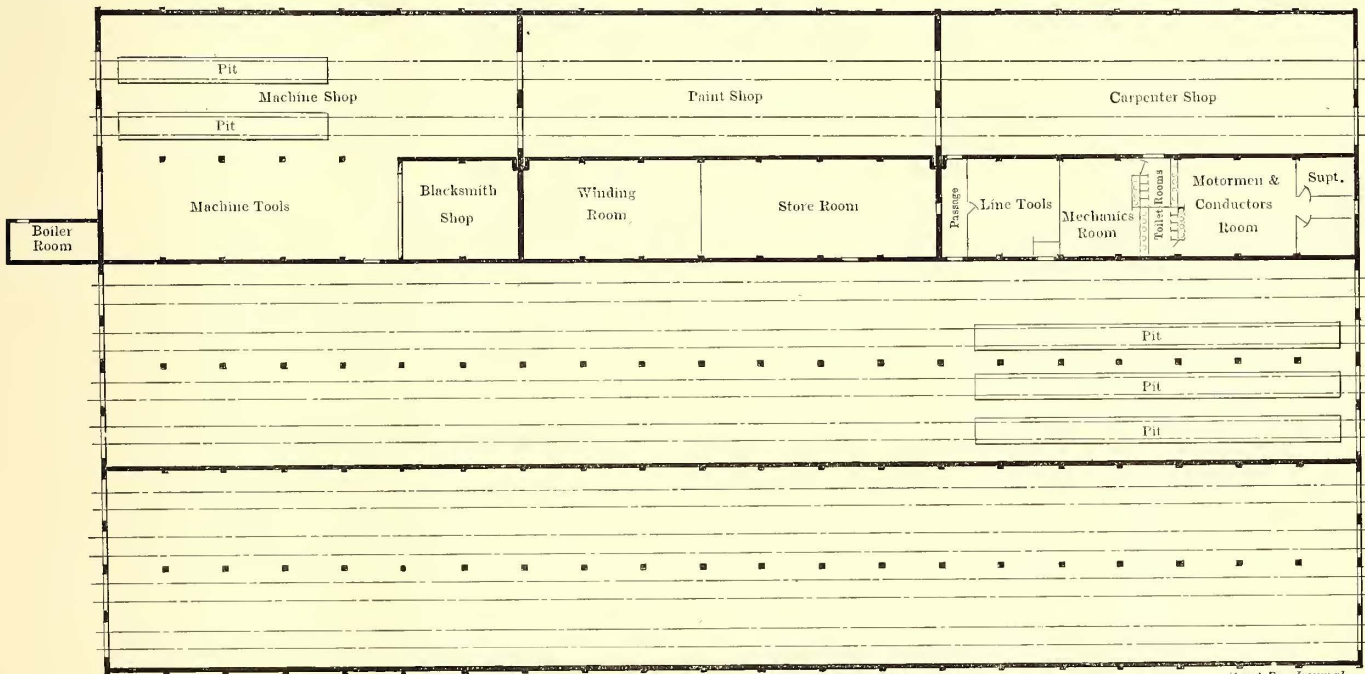 Pit
Machine Shop
Pit
Paint Shop
Carpenter Shop
Machine Tools
Blacksmith
Shop
Winding
Room
Store Room
Passage
Line Tools
Mechanics
Room
Toilet Rooms
Motormen &
Conductors
Room
Supt.
Boiler
Room
Pit
Pit
Pit